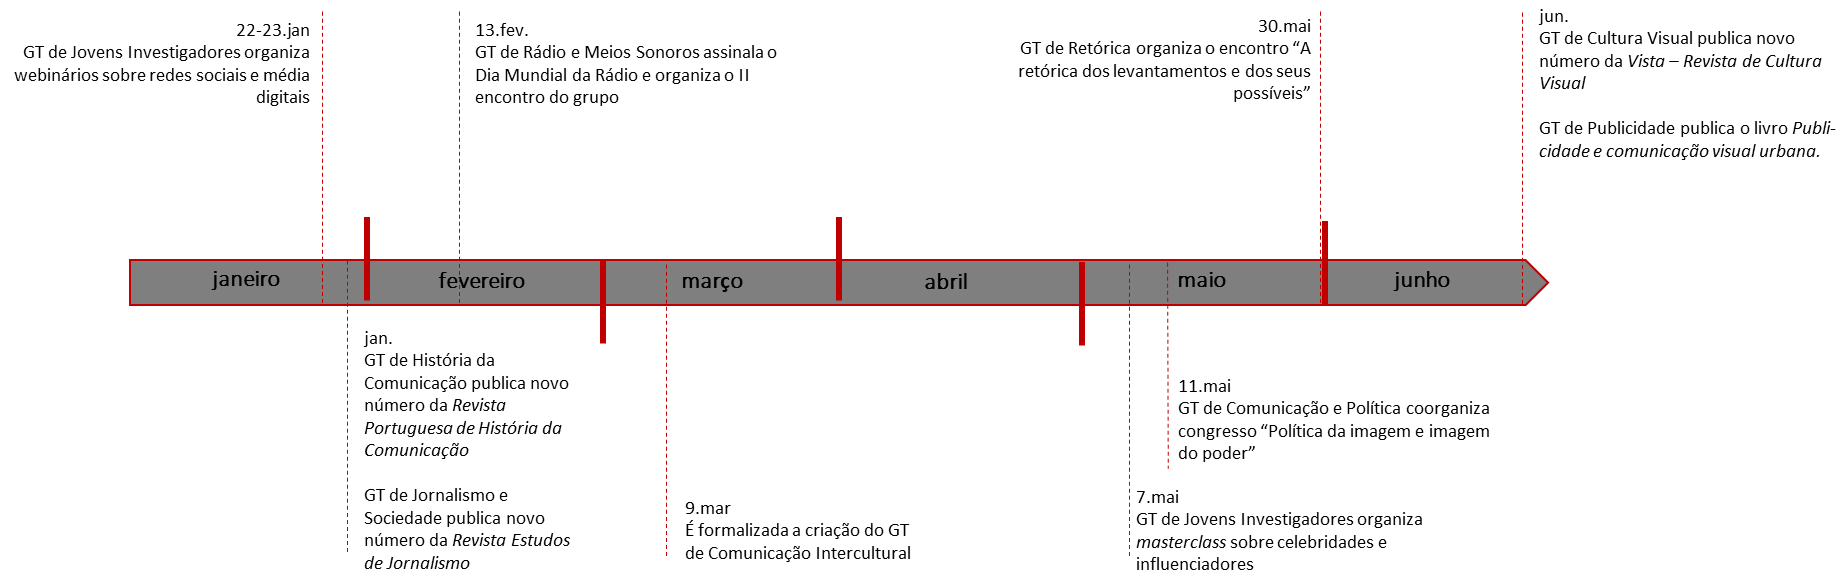 22-23.jan
GT de Jovens Investigadores organiza
webinários sobre redes sociais e média
digitais
13.fev.
GT de Rádio e Meios Sonoros assinala o
Dia Mundial da Rádio e organiza o II
encontro do grupo
30.mai
GT de Retórica organiza o encontro “A
retórica dos levantamentos e dos seus
possíveis”
jun.
GT de Cultura Visual publica novo
número da Vista – Revista de Cultura
Visual
GT de Publicidade publica o livro Publi-
cidade e comunicação visual urbana.
janeiro
fevereiro
março
abril
maio
junho
jan.
GT de História da
Comunicação publica novo
número da Revista
Portuguesa de História da
Comunicação
GT de Jornalismo e
Sociedade publica novo
número da Revista Estudos
de Jornalismo
9.mar
É formalizada a criação do GT
de Comunicação Intercultural
11.mai
GT de Comunicação e Política coorganiza
congresso “Política da imagem e imagem
do poder”
7.mai
GT de Jovens Investigadores organiza
masterclass sobre celebridades e
influenciadores